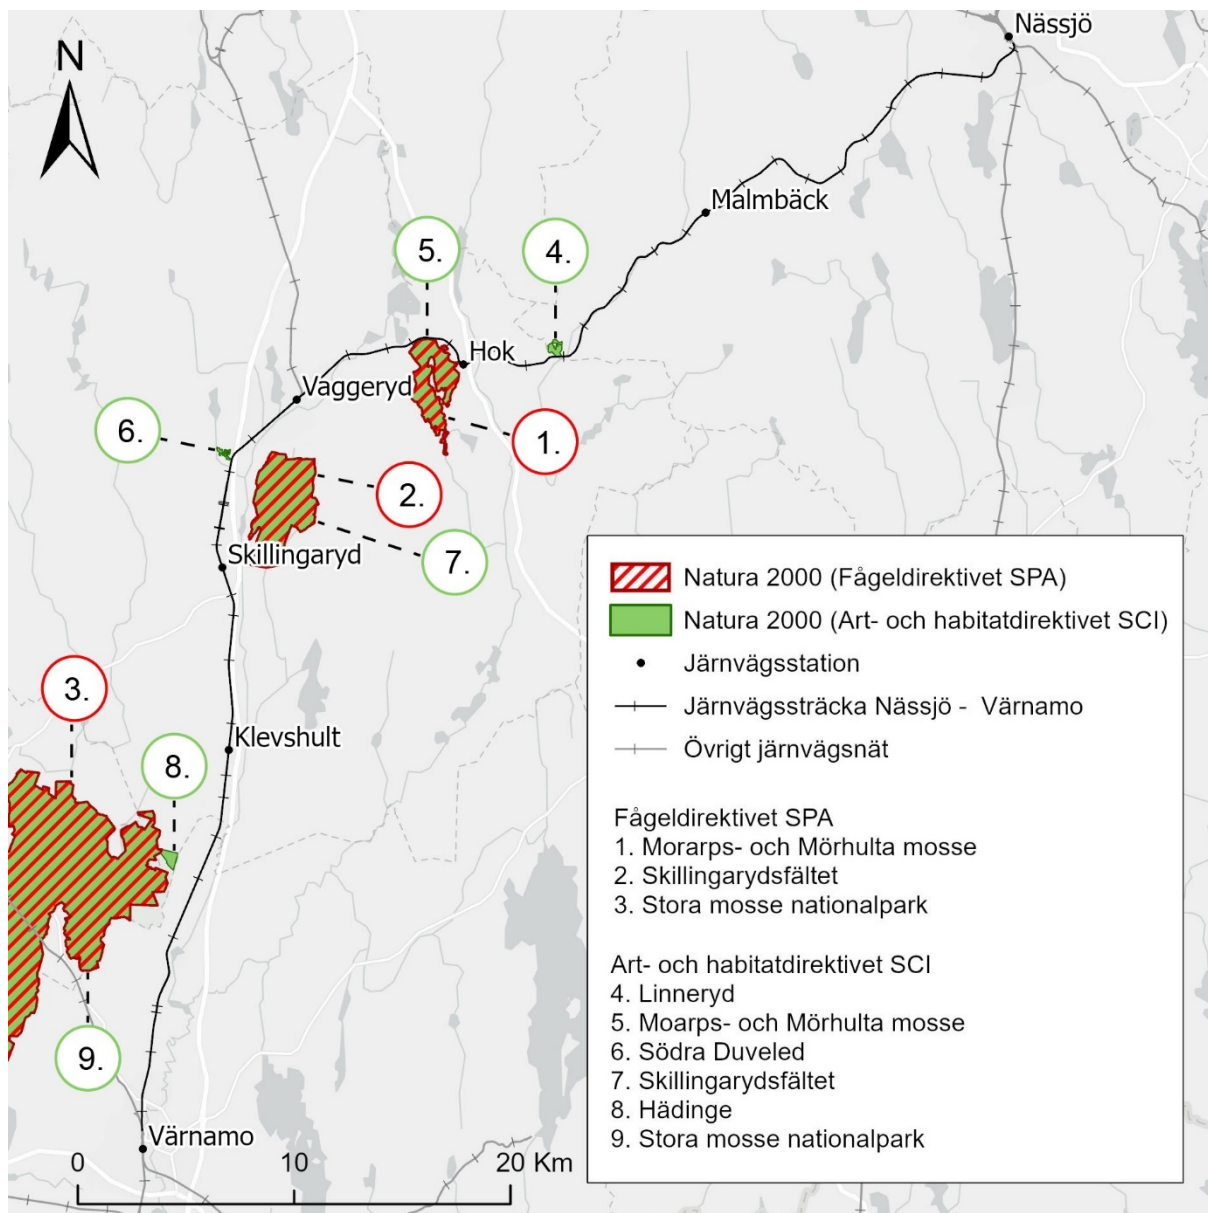 Nässjö
N
Malmbäck
5.
4.
Hok
Vaggeryd
6.
1.
2.
Skillingaryd
7.
Natura 2000 (Fågeldirektivet SPA)
Natura 2000 (Art- och habitatdirektivet SCI)
Järnvägsstation
Järnvägssträcka Nässjö - Värnamo
Övrigt järnvägsnät
3.
Klevshult
8.
Fågeldirektivet SPA
1. Morarps- och Mörhulta mosse
2. Skillingarydsfältet
3. Stora mosse nationalpark
Art- och habitatdirektivet SCI
4. Linneryd
5. Moarps- och Mörhulta mosse
6. Södra Duveled
7. Skillingarydsfältet
8. Hädinge
9. Stora mosse nationalpark
9.
Värnamo
0 10 20 Km